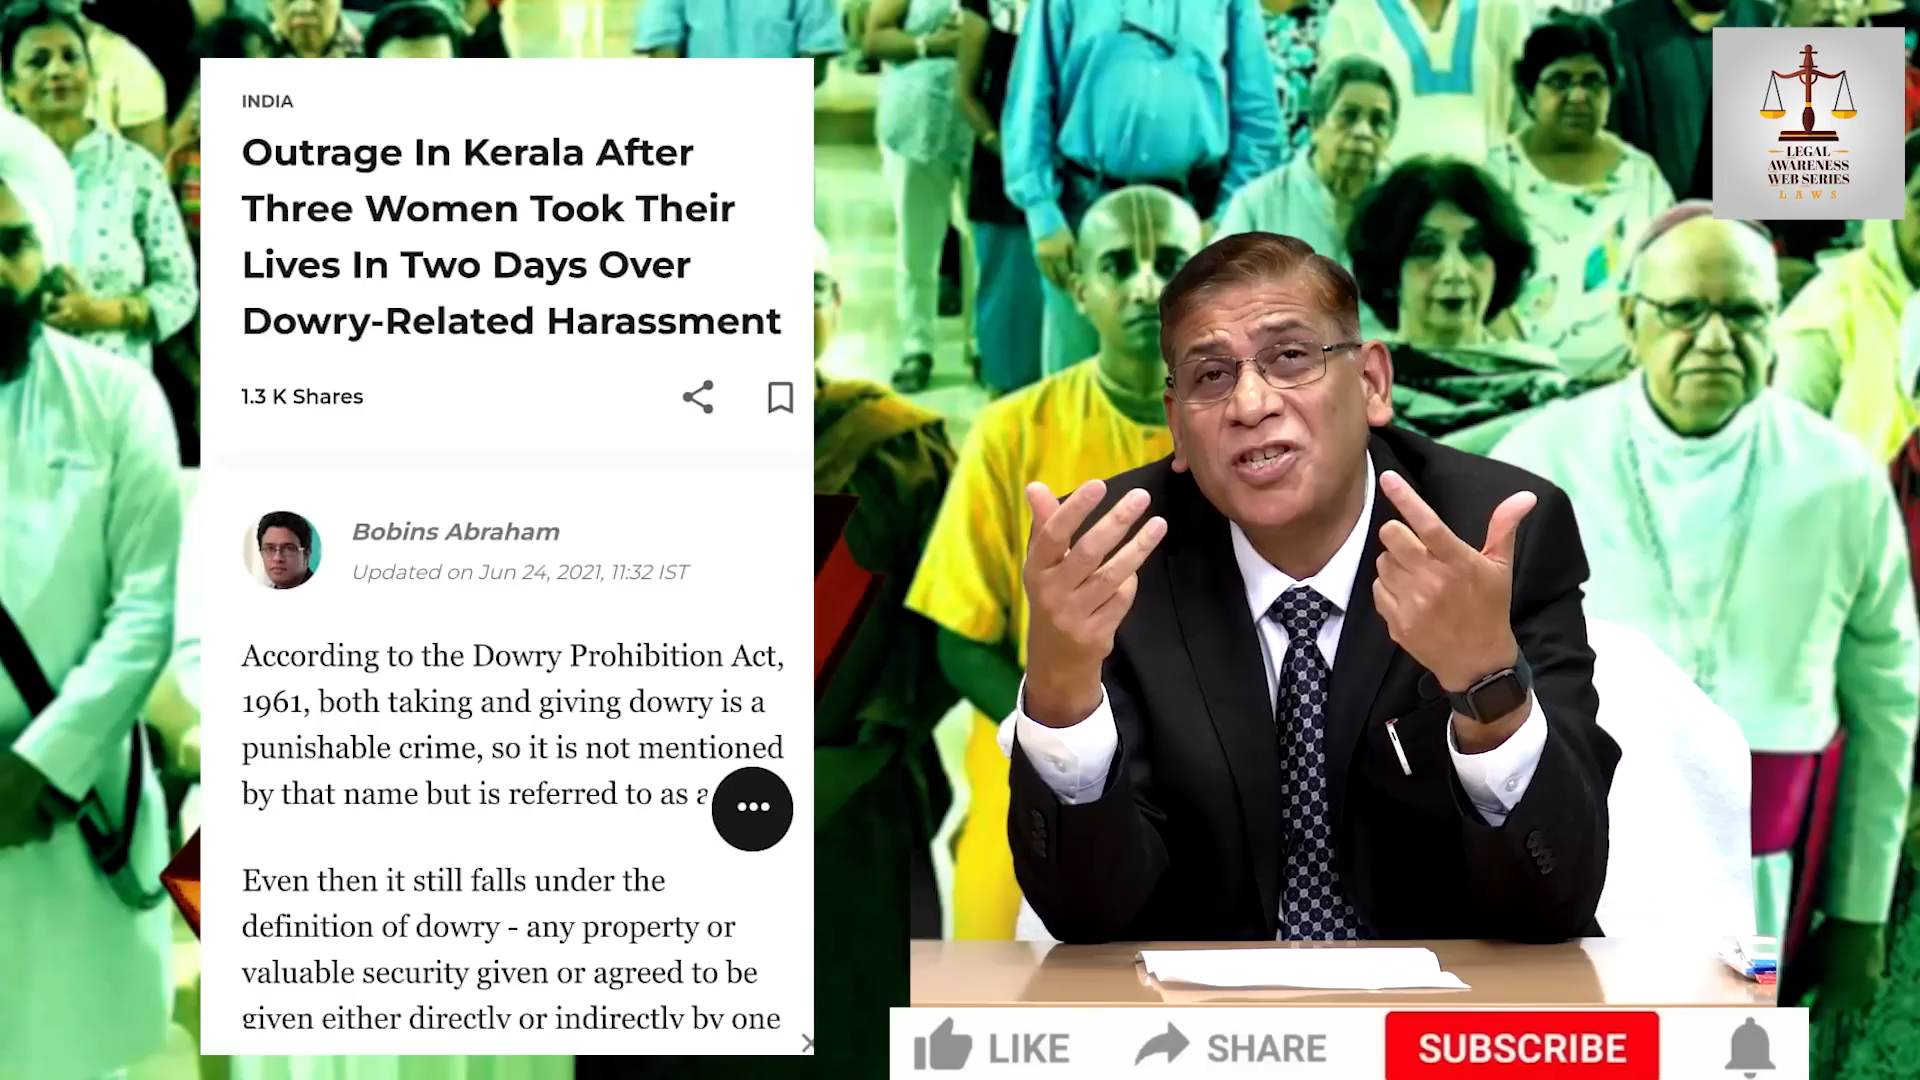 INDIA
Outrage In Kerala After
Three Women Took Their
Lives In Two Days Over
Dowry-Related Harassment
1.3 K Shares
Bobins Abraham
Updated on Jun 24, 2021, 11:32 IST
According to the Dowry Prohibition Act,
1961, both taking and giving dowry is a
punishable crime, so it is not mentioned
by that name but is referred to as a
Even then it still falls under the
definition of dowry - any property or
valuable security given or agreed to be
given either directly or indirectly by one
LEGAL
AWARENESS
WEB SERIES
LAWS
LIKE
SHARE
SUBSCRIBE